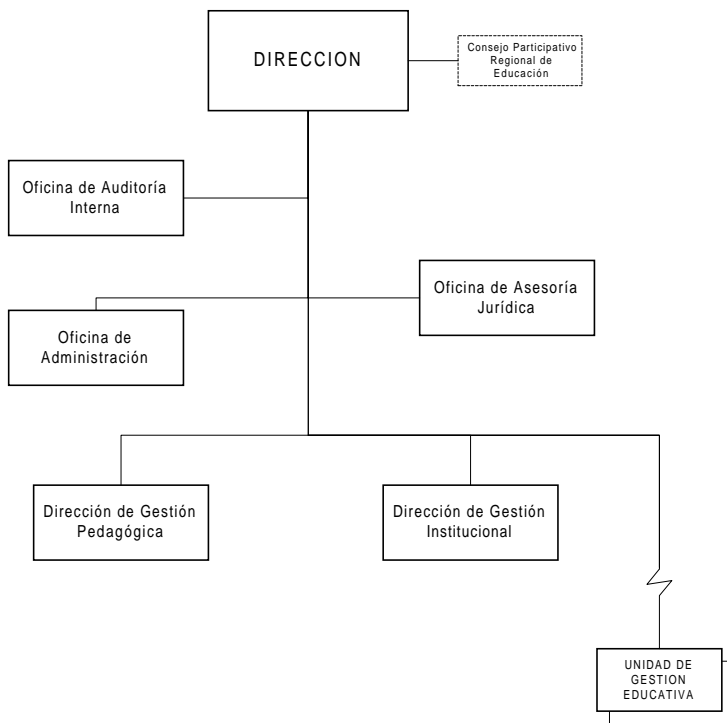 DIRECCION
Consejo Participativo
Regional de
Educación
Oficina de Auditoría
Interna
Oficina de Asesoría
Jurídica
Oficina de
Administración
Dirección de Gestión
Pedagógica
Dirección de Gestión
Institucional
UNIDAD DE
GESTION
EDUCATIVA